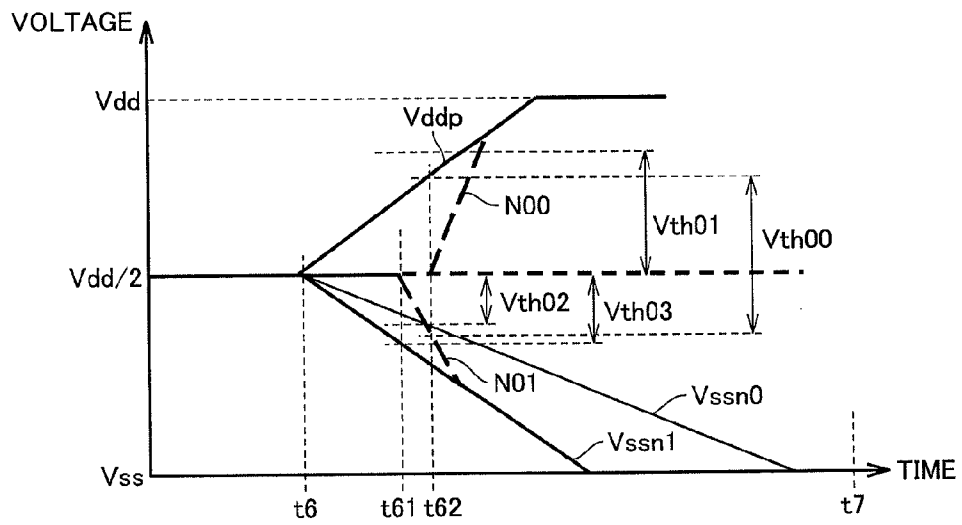 VOLTAGE
Vdd
Vddp
N00
Vth01
Vth00
Vdd/2
Vth02
Vth03
N01
Vssn0
Vssn1
Vss
TIME
t6
t61
t62
t7